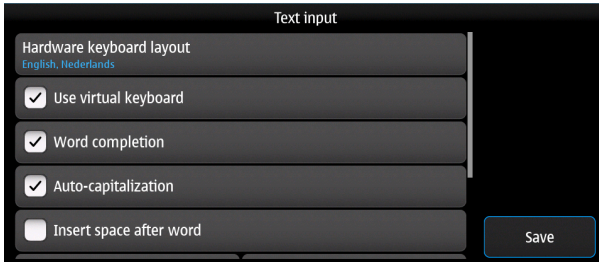 Text input
Hardware keyboard layout
English, Nederlands
Use virtual keyboard
Word completion
Auto-capitalization
Insert space after word
Save